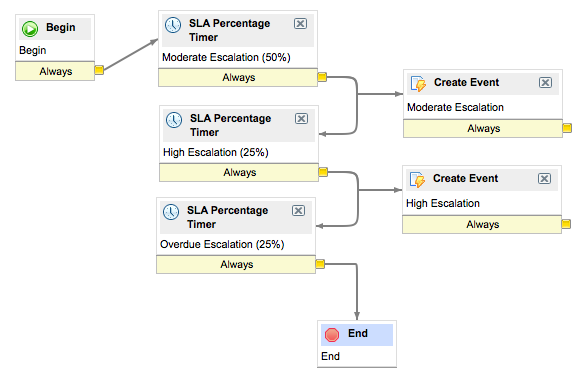 Begin
Begin
Always
SLA Percentage
Timer
Moderate Escalation (50%)
Always
Create Event
Moderate Escalation
Always
SLA Percentage
Timer
High Escalation (25%)
Always
Create Event
High Escalation
Always
SLA Percentage
Timer
Overdue Escalation (25%)
Always
End
End